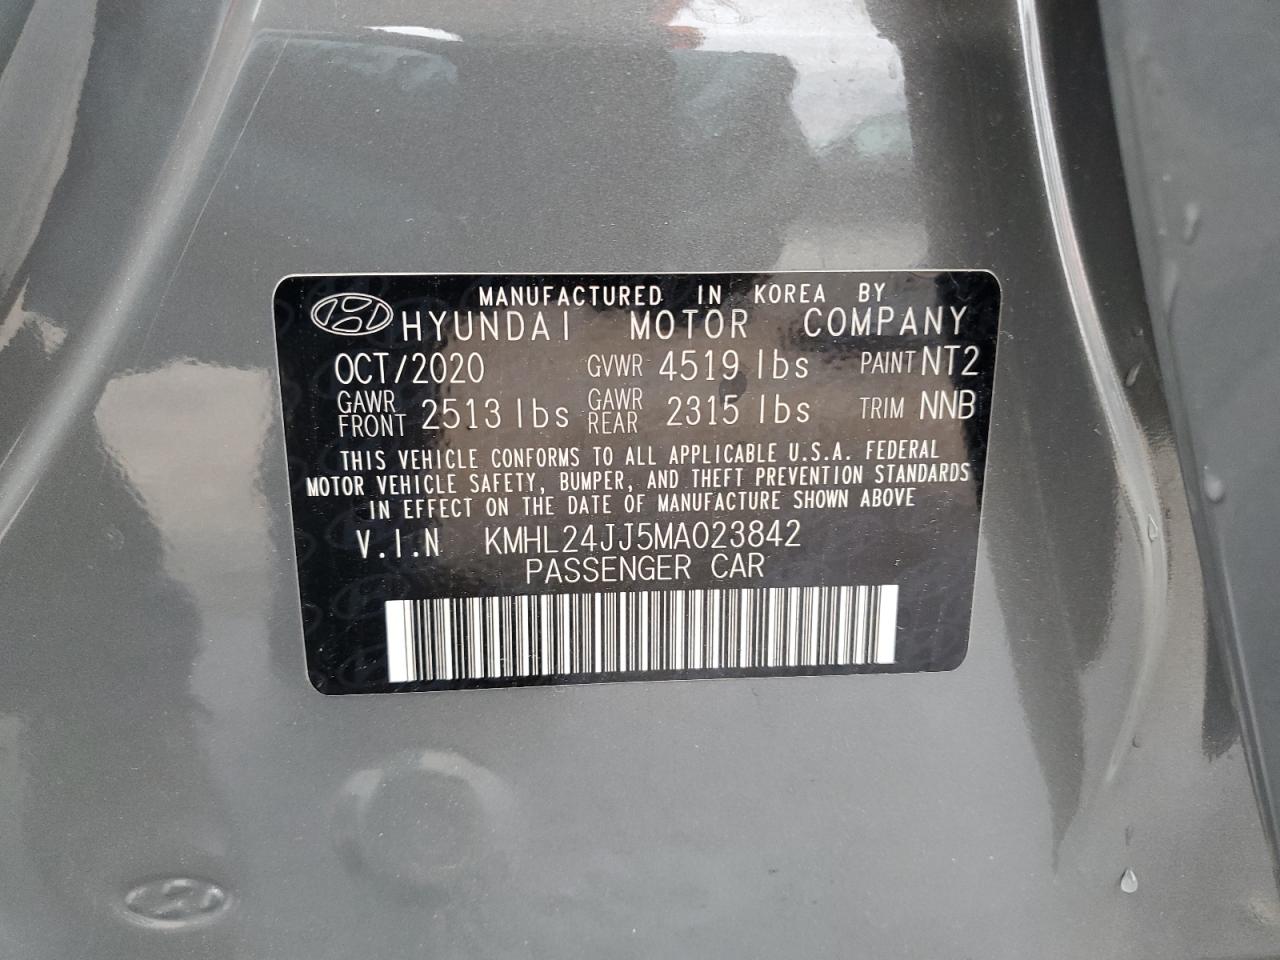 MANUFACTURED IN KOREA BY
HYUNDAI MOTOR COMPANY
OCT/2020 GVWR 4519 lbs PAINT NT2
GAWR FRONT 2513 lbs GAWR REAR 2315 lbs TRIM NNB
THIS VEHICLE CONFORMS TO ALL APPLICABLE U.S.A. FEDERAL
MOTOR VEHICLE SAFETY, BUMPER, AND THEFT PREVENTION STANDARDS
IN EFFECT ON THE DATE OF MANUFACTURE SHOWN ABOVE
V.I.N KMHL24JJ5MA023842
PASSENGER CAR